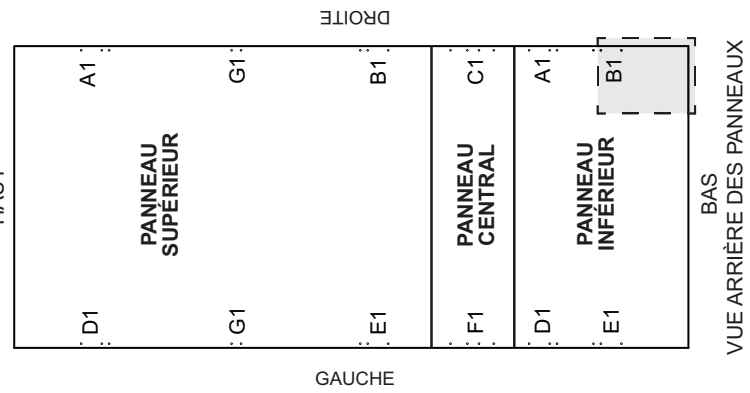 HAUT
GAUCHE
DROITE
D1
A1
PANNEAU
SUPÉRIEUR
G1
G1
E1
B1
F1
PANNEAU
CENTRAL
C1
D1
A1
PANNEAU
INFÉRIEUR
E1
B1
BAS
VUE ARRIÈRE DES PANNEAUX